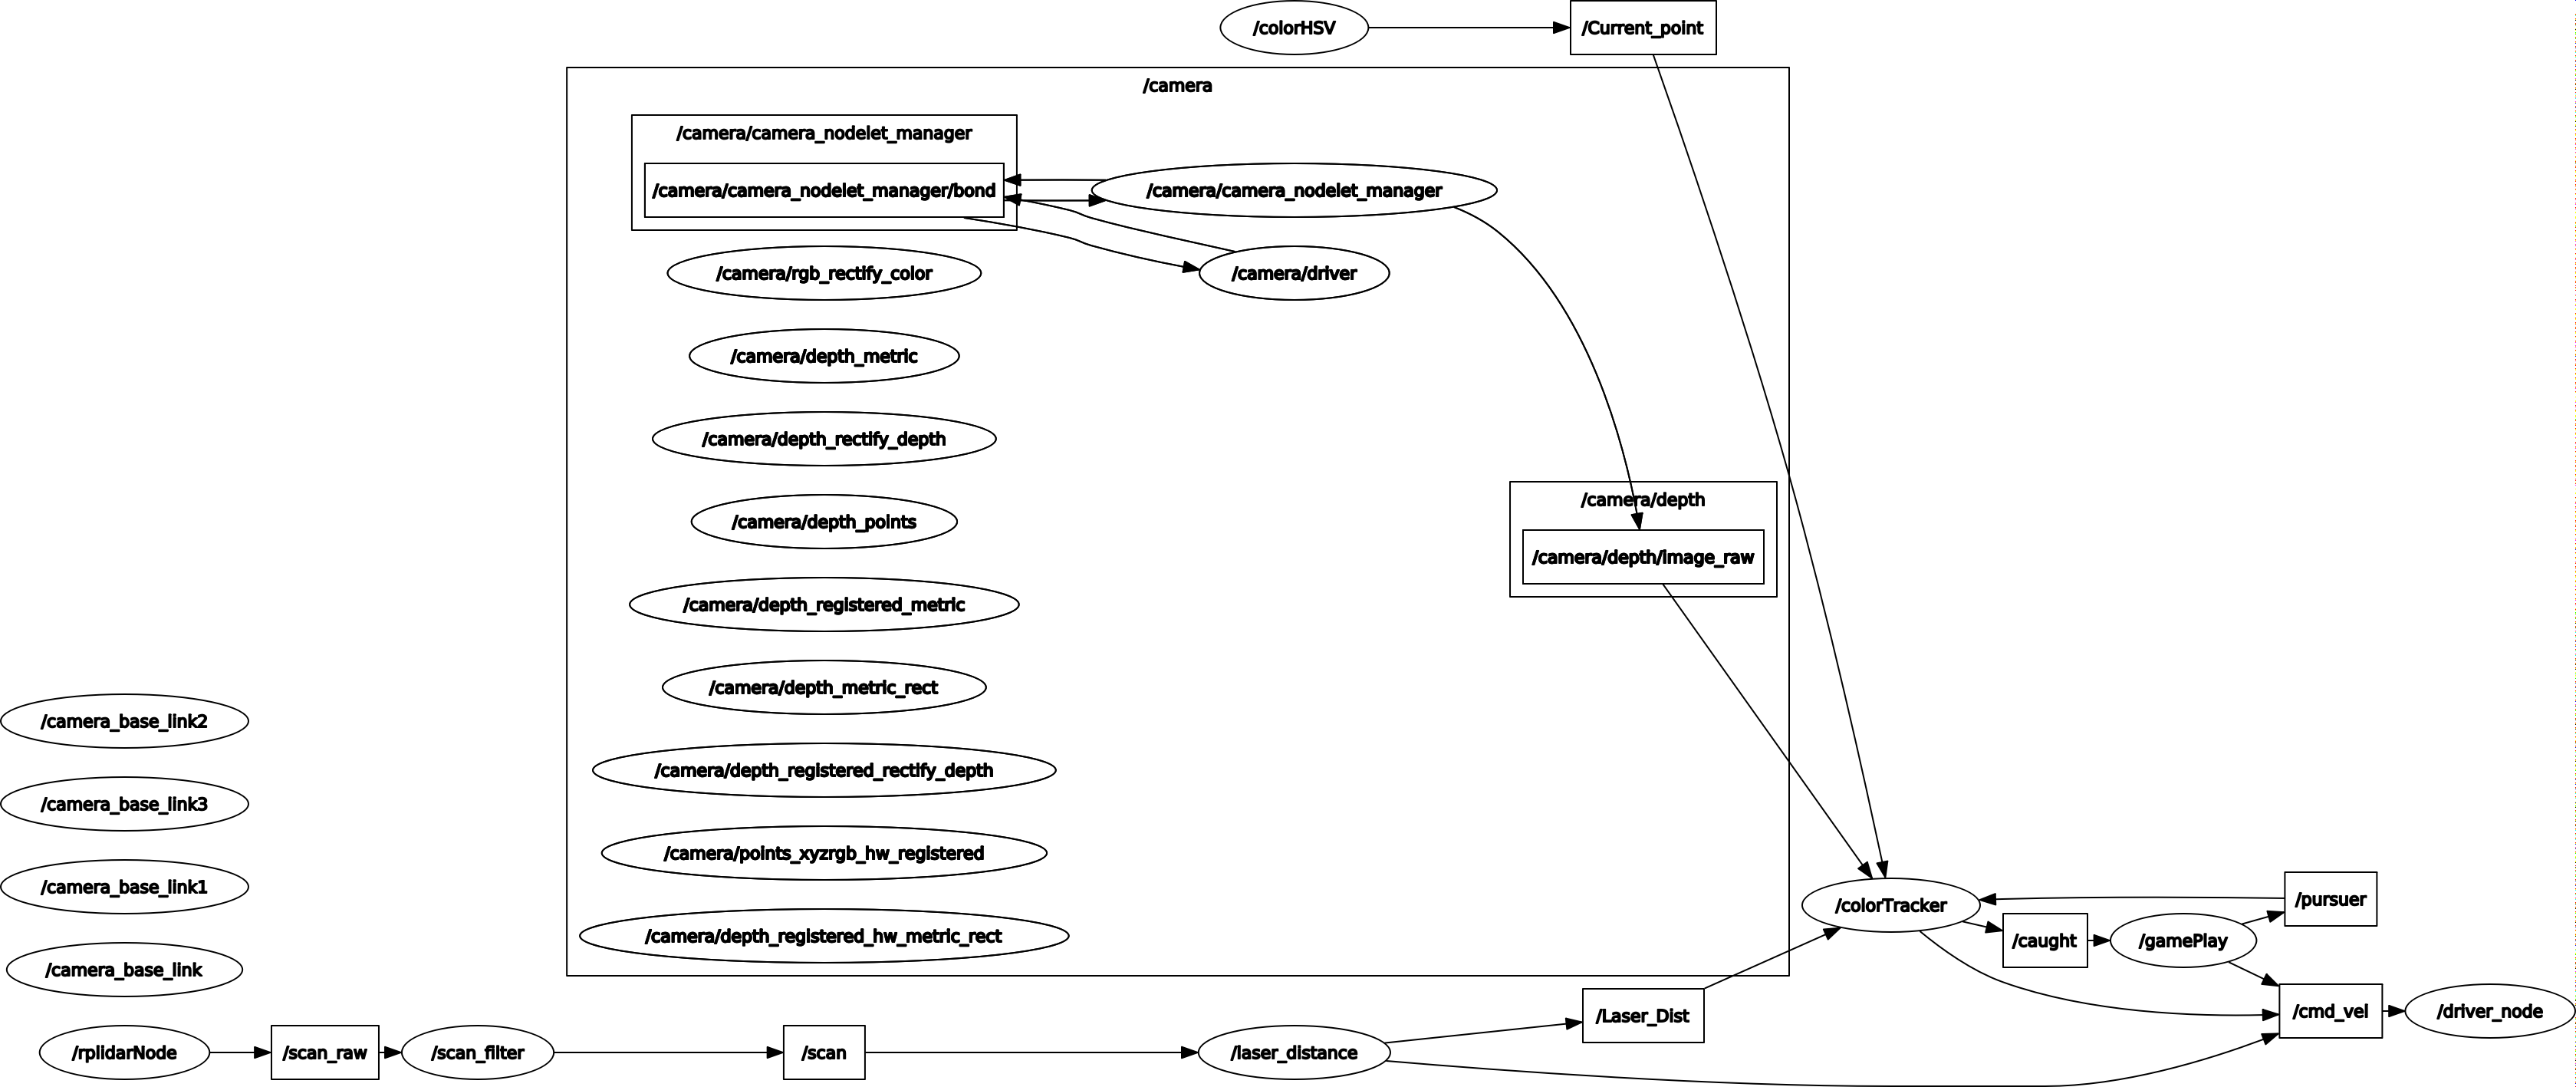 /colorHSV
/Current_point
/camera
/camera/camera_nodelet_manager
/camera/camera_nodelet_manager/bond
/camera/camera_nodelet_manager
/camera/rgb_rectify_color
/camera/driver
/camera/depth_metric
/camera/depth_rectify_depth
/camera/depth
/camera/depth_points
/camera/depth/image_raw
/camera/depth_registered_metric
/camera/depth_metric_rect
/camera_base_link2
/camera/depth_registered_rectify_depth
/camera_base_link3
/camera/points_xyzrgb_hw_registered
/camera_base_link1
/colorTracker
/pursuer
/camera/depth_registered_hw_metric_rect
/caught
/gamePlay
/camera_base_link
/Laser_Dist
/cmd_vel
/driver_node
/rplidarNode
/scan_raw
/scan_filter
/scan
/laser_distance